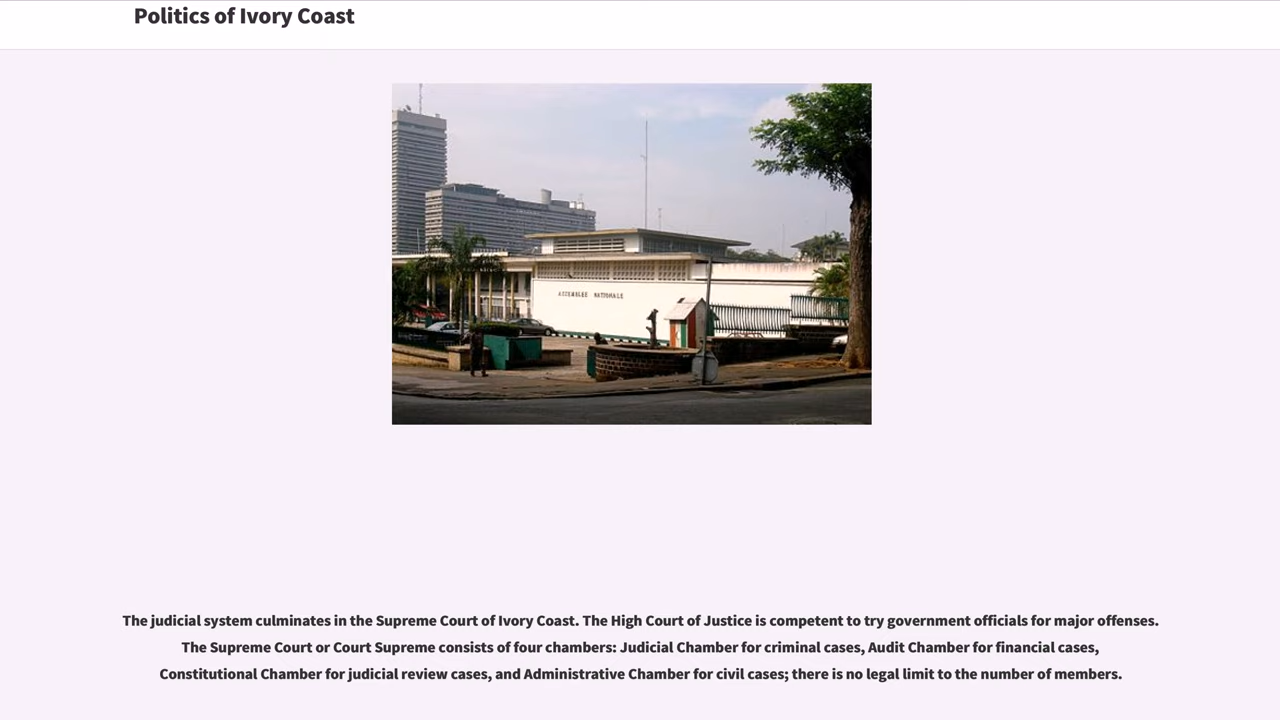 Politics of Ivory Coast
ASSEMBLEE NATIONALE
The judicial system culminates in the Supreme Court of Ivory Coast. The High Court of Justice is competent to try government officials for major offenses.
The Supreme Court or Court Supreme consists of four chambers: Judicial Chamber for criminal cases, Audit Chamber for financial cases,
Constitutional Chamber for judicial review cases, and Administrative Chamber for civil cases; there is no legal limit to the number of members.